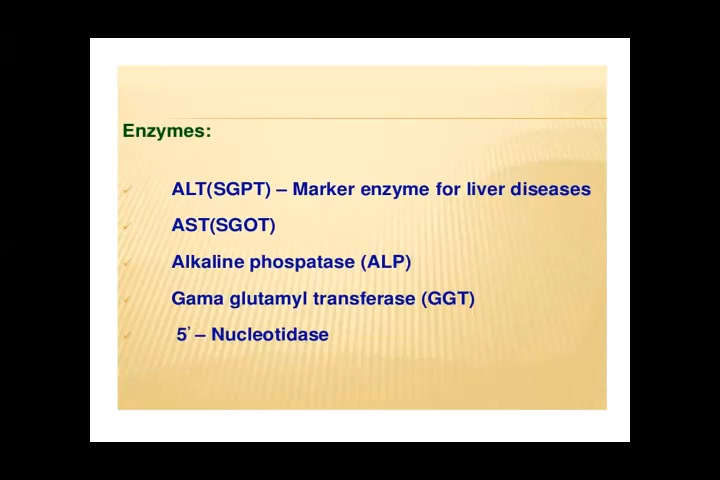 Enzymes:
ALT(SGPT) – Marker enzyme for liver diseases
AST(SGOT)
Alkaline phospatase (ALP)
Gama glutamyl transferase (GGT)
5’ – Nucleotidase